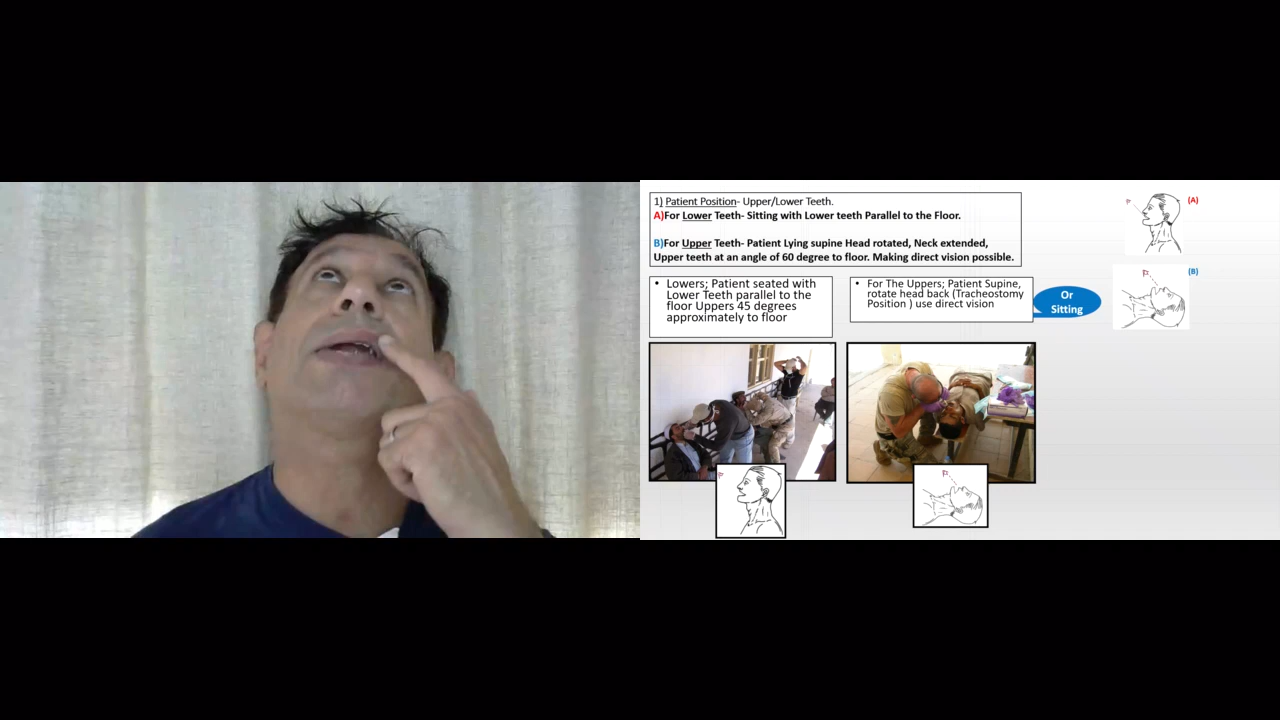 1) Patient Position- Upper/Lower Teeth.
A)For Lower Teeth- Sitting with Lower teeth Parallel to the Floor.
B)For Upper Teeth- Patient Lying supine Head rotated, Neck extended,
Upper teeth at an angle of 60 degree to floor. Making direct vision possible.
• Lowers; Patient seated with
Lower Teeth parallel to the
floor Uppers 45 degrees
approximately to floor
• For The Uppers; Patient Supine,
rotate head back (Tracheostomy
Position ) use direct vision
Or
Sitting
(A)
(B)